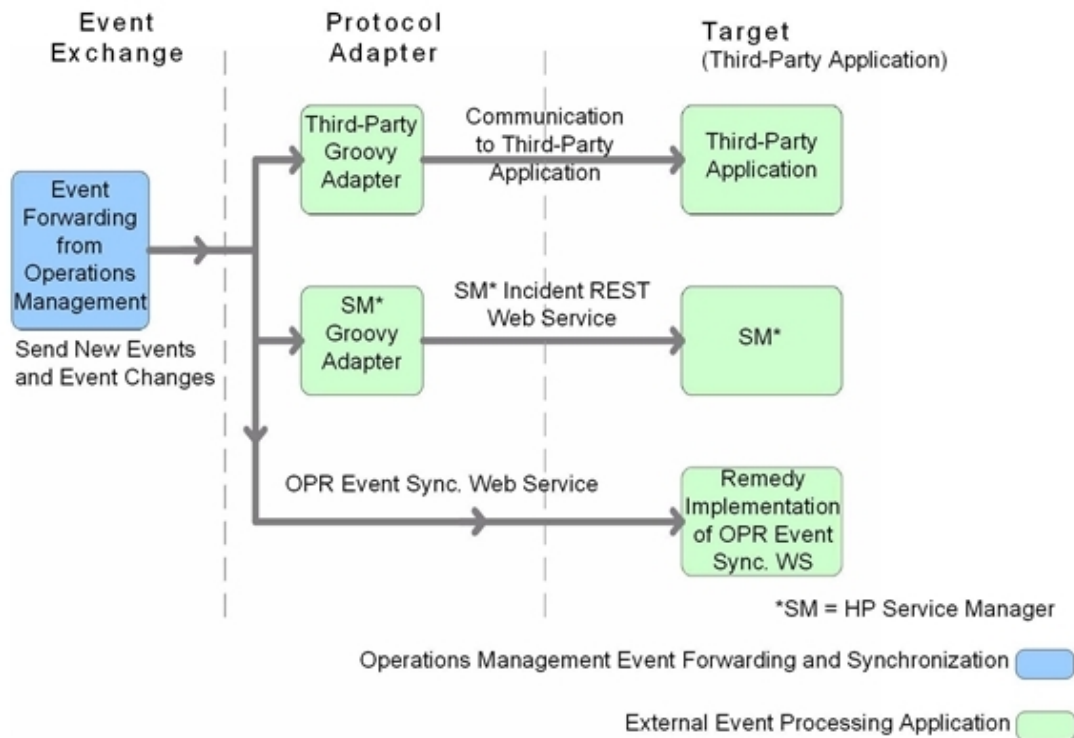 Event
Exchange
Protocol
Adapter
Target
(Third-Party Application)
Event
Forwarding
from
Operations
Management
Send New Events
and Event Changes
Third-Party
Groovy
Adapter
Communication
to Third-Party
Application
Third-Party
Application
SM*
Groovy
Adapter
SM* Incident REST
Web Service
SM*
OPR Event Sync. Web Service
Remedy
Implementation
of OPR Event
Sync. WS
*SM = HP Service Manager
Operations Management Event Forwarding and Synchronization
External Event Processing Application